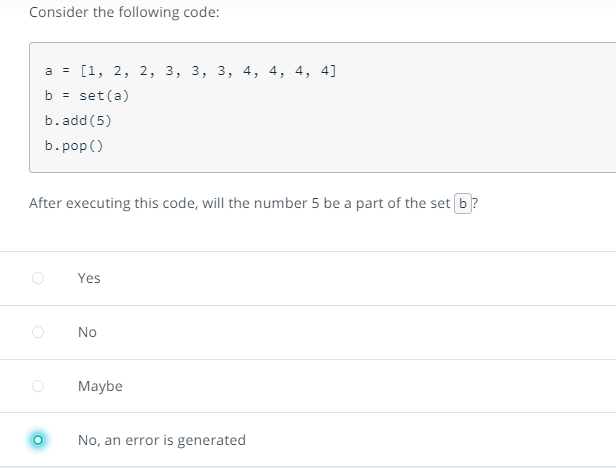 Consider the following code:
a = [1, 2, 2, 3, 3, 3, 4, 4, 4, 4]
b = set(a)
b.add(5)
b.pop()
After executing this code, will the number 5 be a part of the set b?
Yes
No
Maybe
No, an error is generated